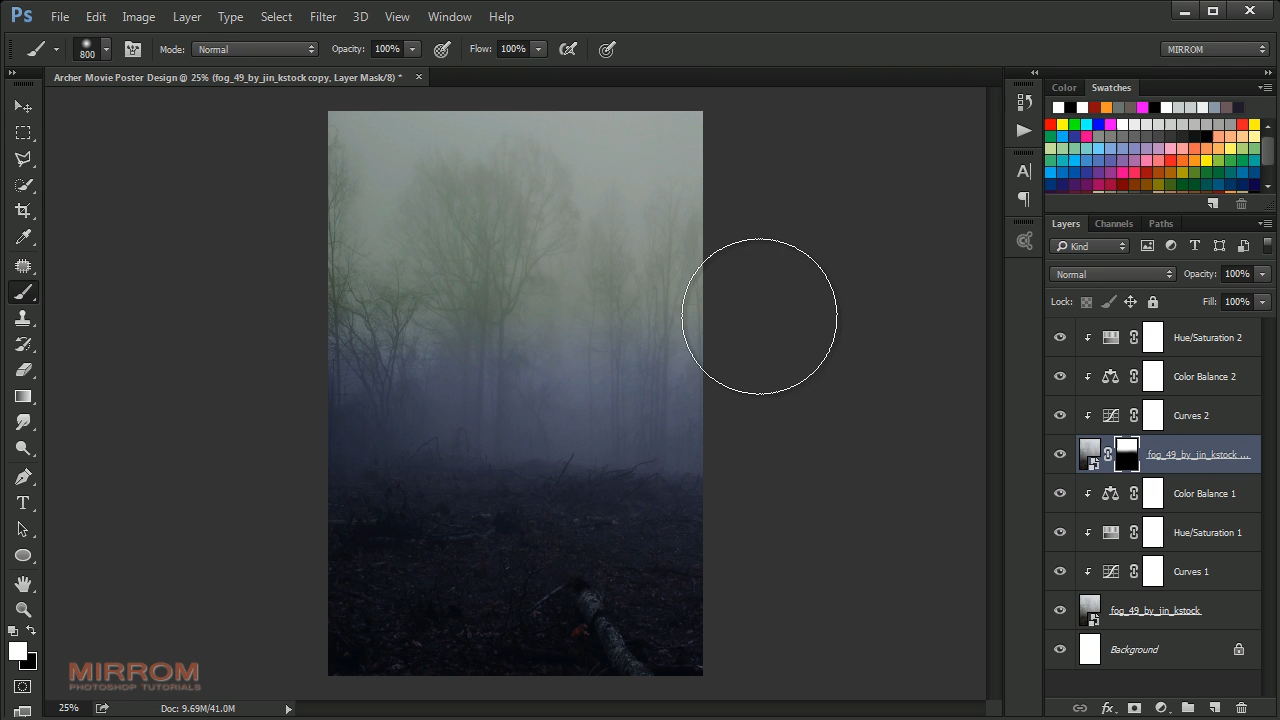 Ps File Edit Image Layer Type Select Filter 3D View Window Help
800 Mode: Normal Opacity: 100% Flow: 100% MIRROM
Archer Movie Poster Design @ 25% (fog_49_by_jin_kstock copy, Layer Mask/8) * ×
Color Swatches
Layers Channels Paths
Kind T
Normal Opacity: 100%
Lock: Fill: 100%
Hue/Saturation 2
Color Balance 2
Curves 2
fog_49_by_jin_kstock ...
Color Balance 1
Hue/Saturation 1
Curves 1
fog_49_by_jin_kstock
Background
MIRROM
PHOTOSHOP TUTORIALS
25% Doc: 9.69M/41.0M
fx